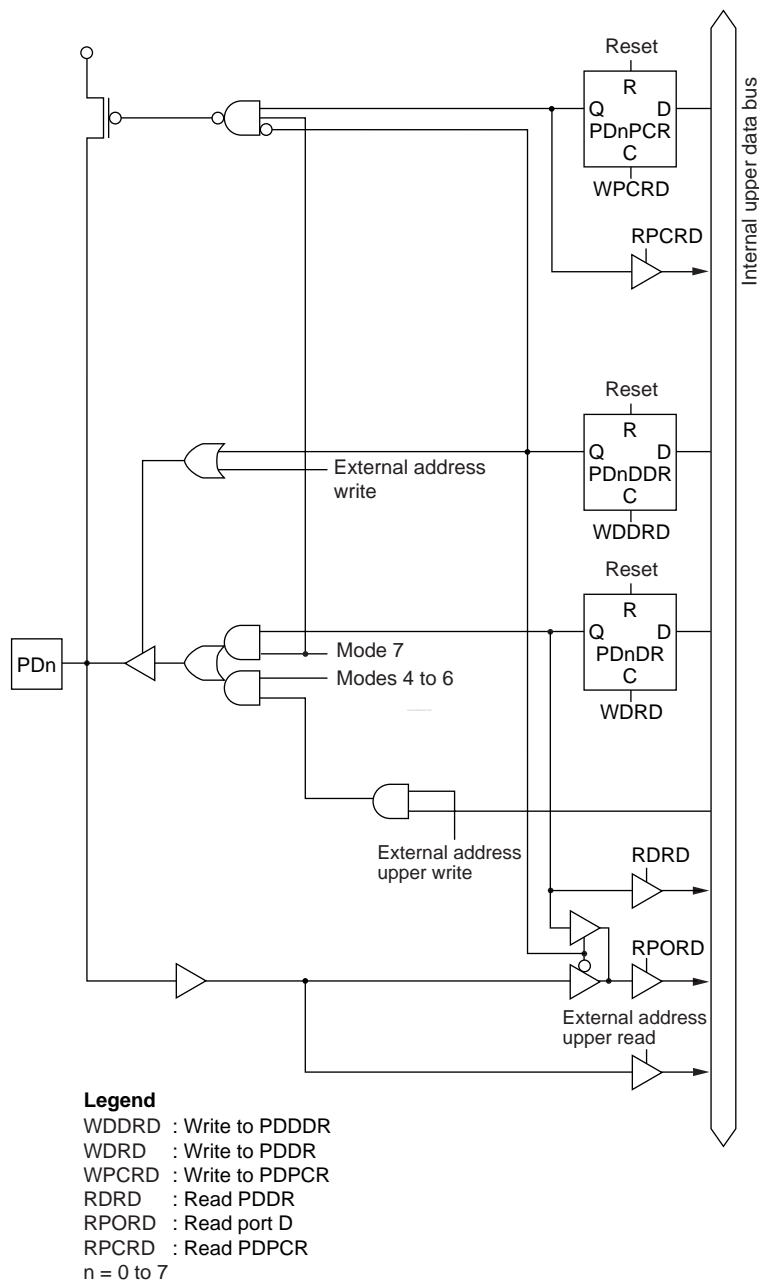 Reset
R
Q D
PDnPCR
C
WPCRD
RPCRD
Internal upper data bus
Reset
R
Q D
PDnDDR
C
WDDRD
External address
write
Reset
R
Q D
PDnDR
C
WDRD
PDn
Mode 7
Modes 4 to 6
External address
upper write
RDRD
RPORD
External address
upper read
Legend
WDDRD : Write to PDDDR
WDRD : Write to PDDR
WPCRD : Write to PDPCR
RDRD : Read PDDR
RPORD : Read port D
RPCRD : Read PDPCR
n = 0 to 7